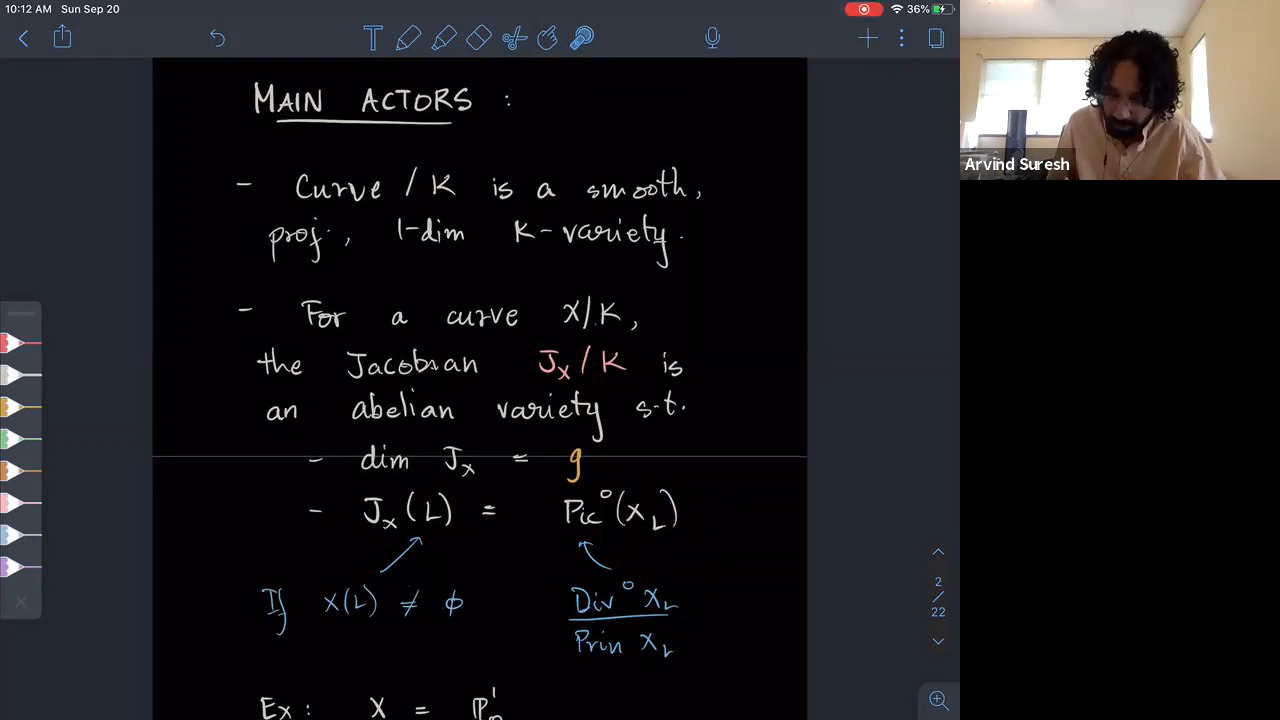 10:12 AM Sun Sep 20
36%
MAIN ACTORS :
- Curve / K is a smooth,
proj., 1-dim K-variety.
- For a curve X/K,
the Jacobian J_X/K is
an abelian variety s.t.
- dim J_X = g
- J_X(L) = Pic⁰(X_L)
If X(L) ≠ ϕ
Div⁰ X_L
Prin X_L
Ex: X = P¹
2
/
22
Arvind Suresh